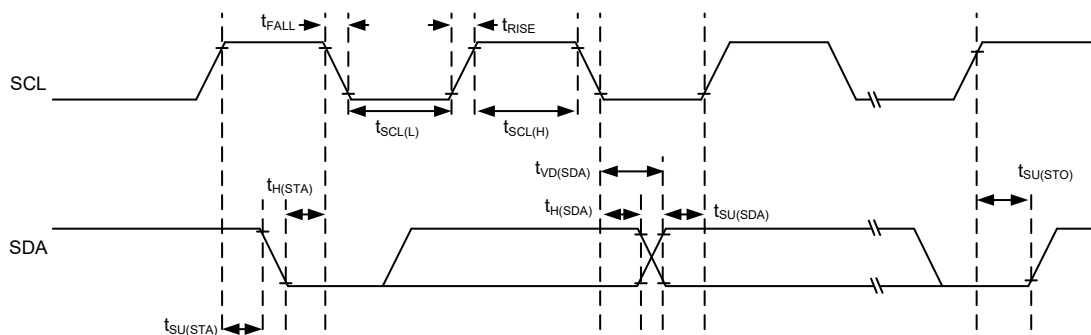 tFALL
tRISE
SCL
tSCL(L)
tSCL(H)
tVD(SDA)
tH(STA)
tSU(STO)
tH(SDA)
tSU(SDA)
SDA
tSU(STA)